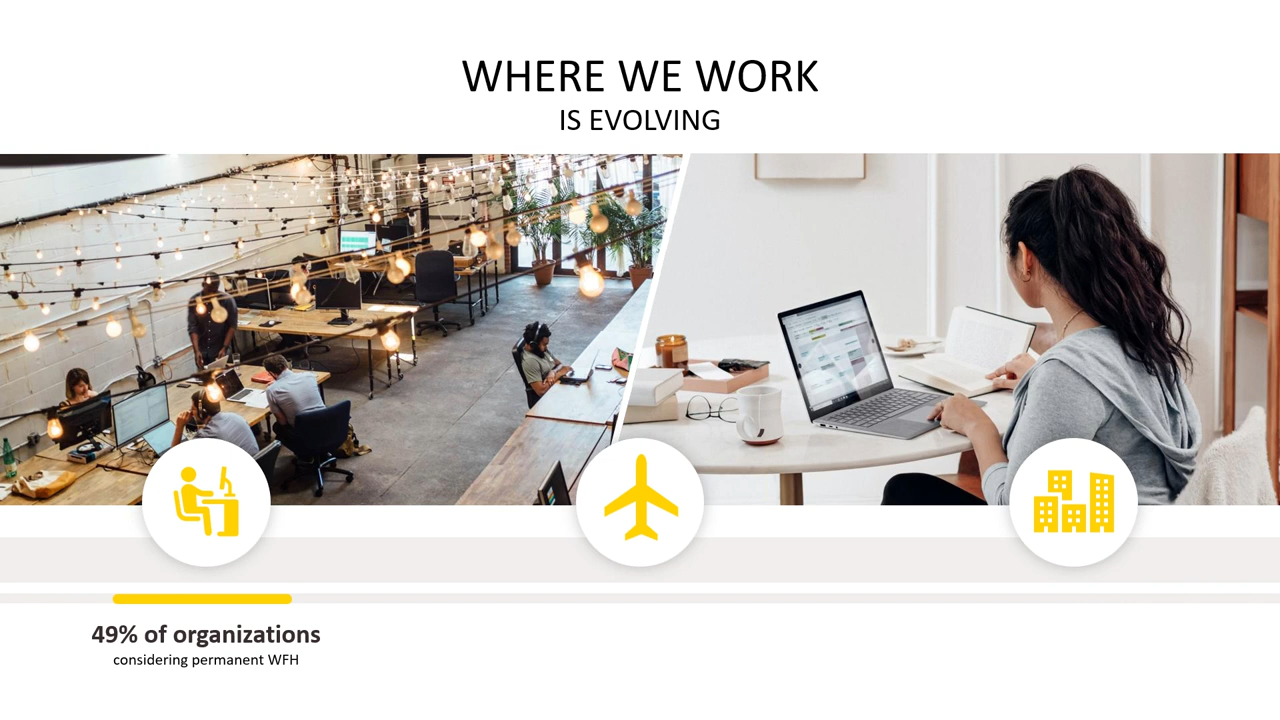 WHERE WE WORK
IS EVOLVING
49% of organizations
considering permanent WFH